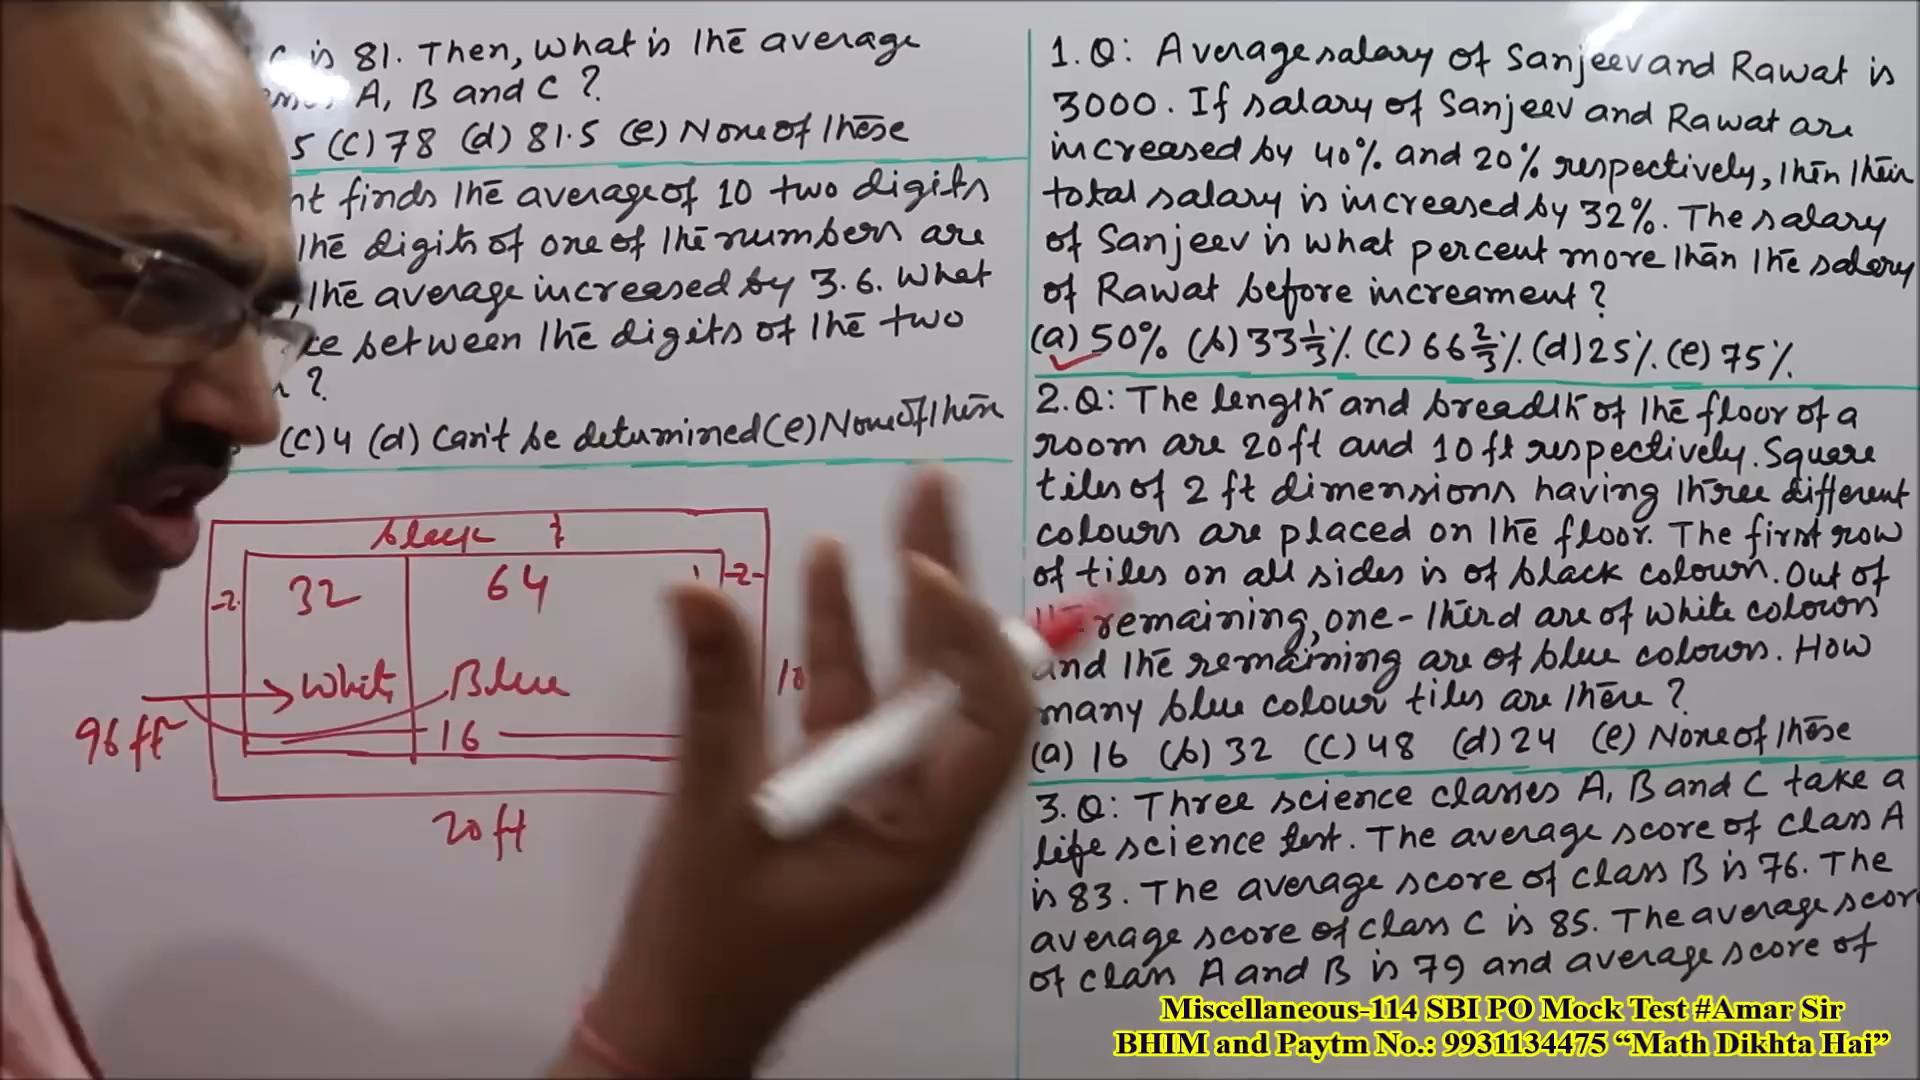 is 81. Then, what is the average
A, B and C ?
5 (c) 78 (d) 81.5 (e) None of these
nt finds the average of 10 two digits
the digits of one of the numbers are
, the average increased by 3.6. What
between the digits of the two
?
(c) 4 (d) Can't be determined (e) None of these
black
32 64
-2- -2-
White Blue
96 ft
16
20 ft
1.Q: Average salary of Sanjeev and Rawat is
3000. If salary of Sanjeev and Rawat are
increased by 40% and 20% respectively, then their
total salary is increased by 32%. The salary
of Sanjeev is what percent more than the salary
of Rawat before increament ?
(a) 50% (b) 33 1/3 % (c) 66 2/3 % (d) 25% (e) 75%
2.Q: The length and breadth of the floor of a
room are 20 ft and 10 ft respectively. Square
tiles of 2 ft dimensions having three different
colours are placed on the floor. The first row
of tiles on all sides is of black colour. Out of
the remaining, one-third are of white colours
and the remaining are of blue colours. How
many blue colour tiles are there ?
(a) 16 (b) 32 (c) 48 (d) 24 (e) None of these
3.Q: Three science classes A, B and C take a
life science test. The average score of class A
is 83. The average score of class B is 76. The
average score of class C is 85. The average scor
of class A and B is 79 and average score of
Miscellaneous-114 SBI PO Mock Test #Amar Sir
BHIM and Paytm No.: 9931134475 “Math Dikhta Hai”